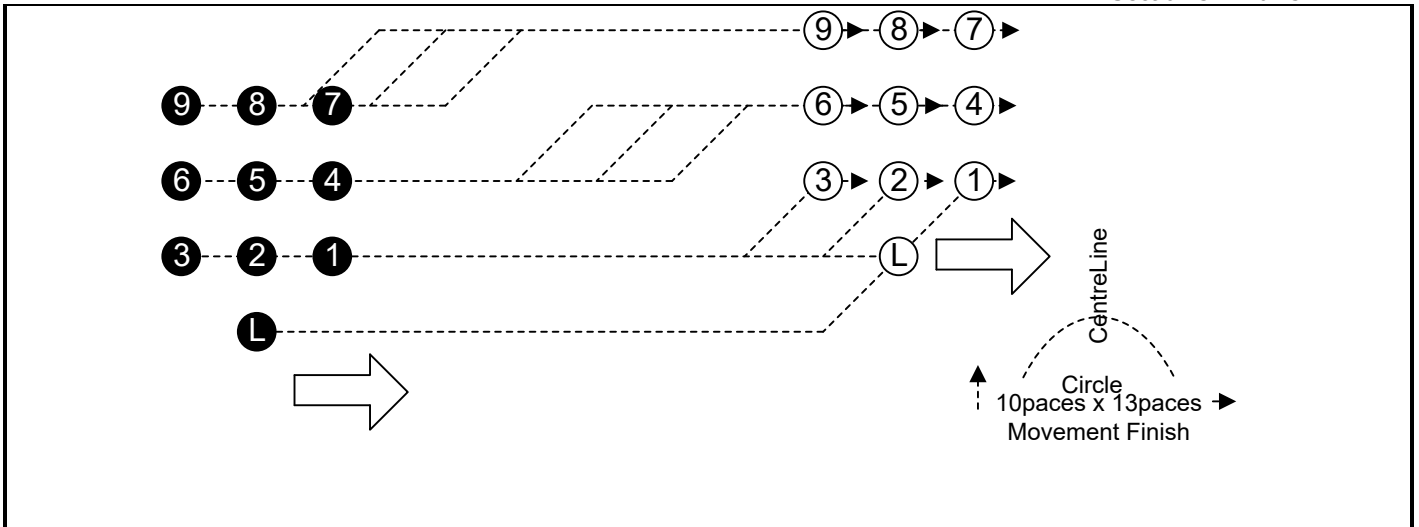 9 8 7
9 8 7
6 5 4
6 5 4
3 2 1
3 2 1
L
L
CentreLine
Circle
10paces x 13paces
Movement Finish